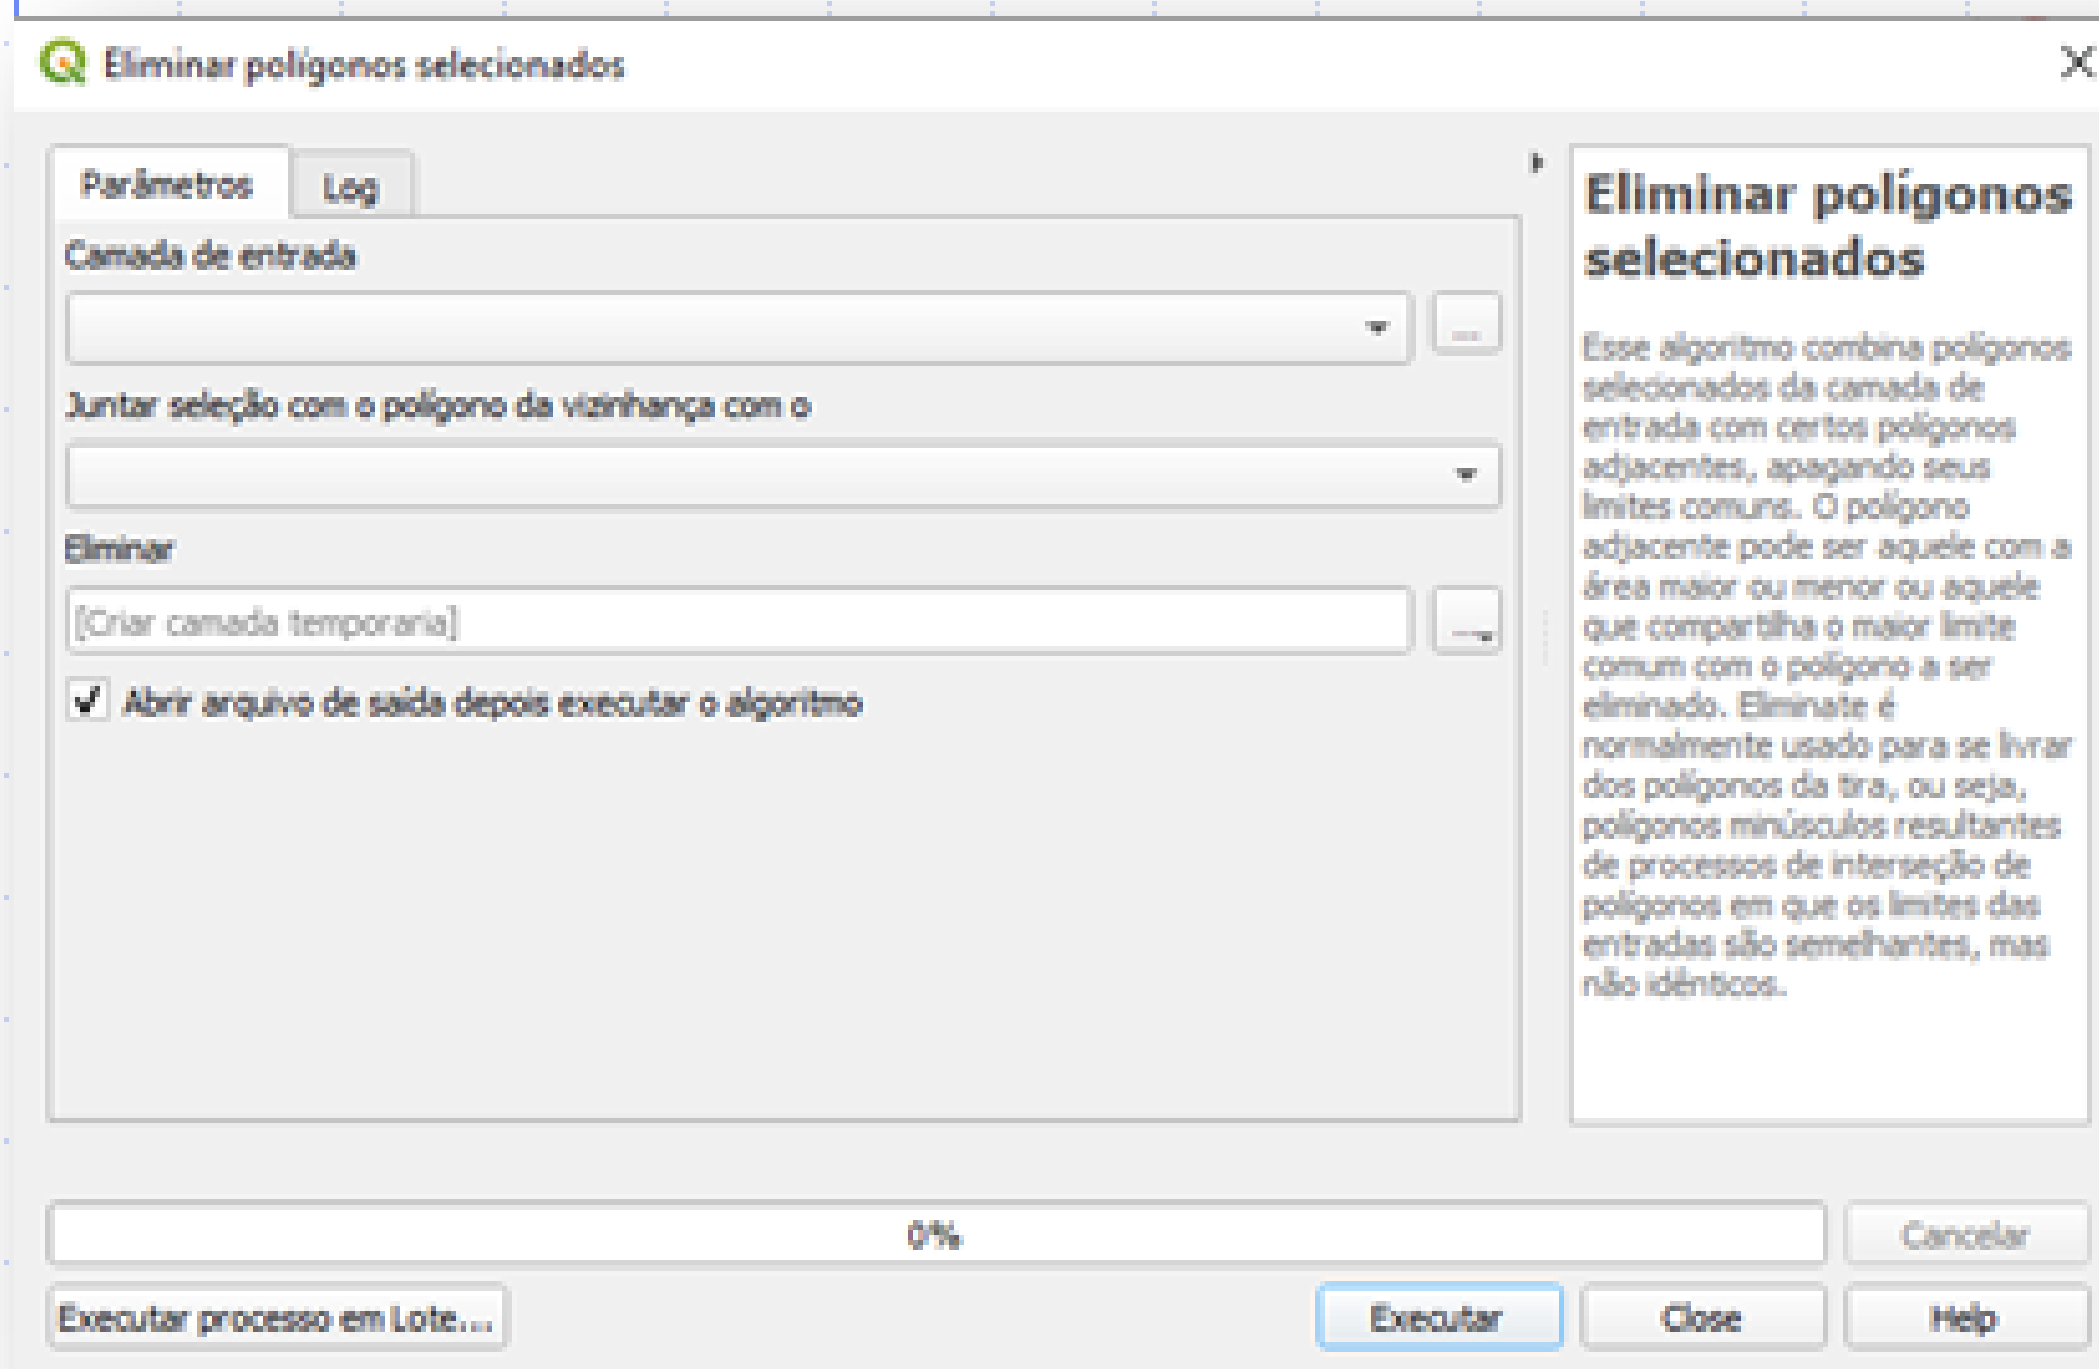 Eliminar polígonos selecionados
Parâmetros
Log
Camada de entrada
...
Juntar seleção com o polígono da vizinhança com o
Eliminar
[Criar camada temporaria]
...
Abrir arquivo de saída depois executar o algoritmo
Eliminar polígonos
selecionados
Esse algoritmo combina polígonos
selecionados da camada de
entrada com certos polígonos
adjacentes, apagando seus
limites comuns. O polígono
adjacente pode ser aquele com a
área maior ou menor ou aquele
que compartilha o maior limite
comum com o polígono a ser
eliminado. Eliminate é
normalmente usado para se livrar
dos polígonos da tira, ou seja,
polígonos minúsculos resultantes
de processos de interseção de
polígonos em que os limites das
entradas são semelhantes, mas
não idênticos.
0%
Cancelar
Executar processo em Lote...
Executar
Close
Help